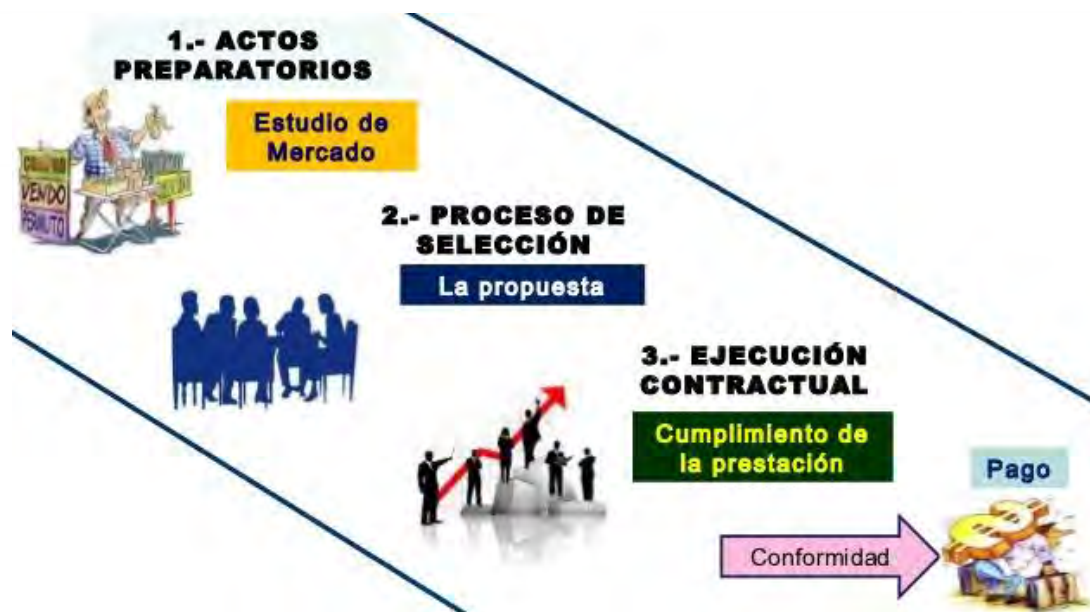 1.- ACTOS
PREPARATORIOS
Estudio de
Mercado
VENDO
PERMUTO
2.- PROCESO DE
SELECCIÓN
La propuesta
3.- EJECUCIÓN
CONTRACTUAL
Cumplimiento de
la prestación
Pago
Conformidad